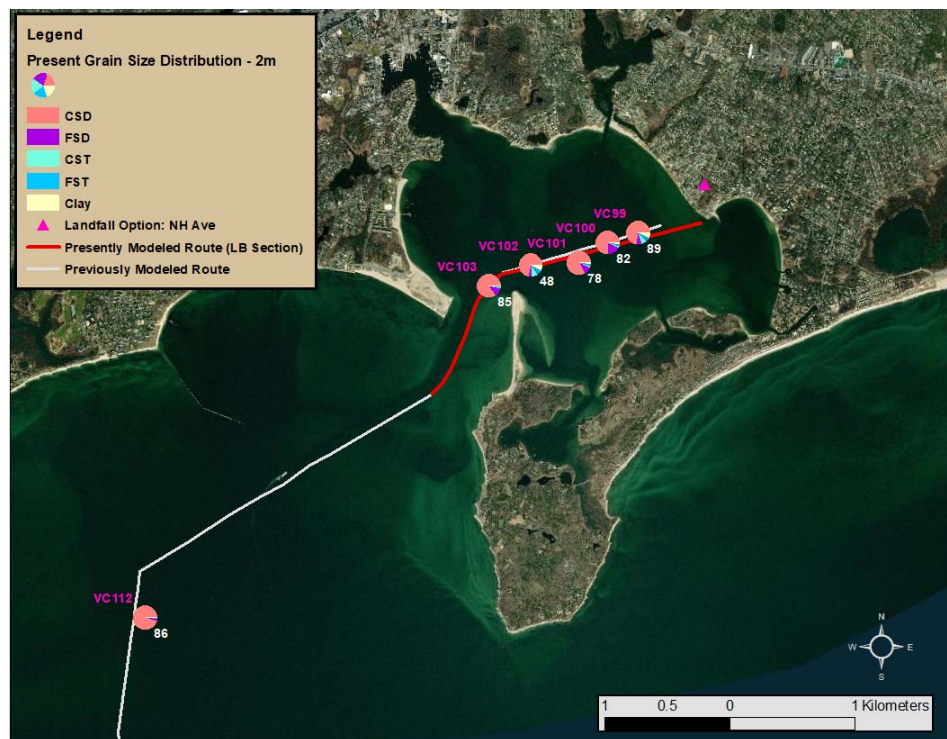 Legend
Present Grain Size Distribution - 2m
CSD
FSD
CST
FST
Clay
Landfall Option: NH Ave
Presently Modeled Route (LB Section)
Previously Modeled Route
VC99
VC100
VC101
VC102
VC103
89
82
78
48
85
VC112
86
N
W
E
S
1 0.5 0 1 Kilometers